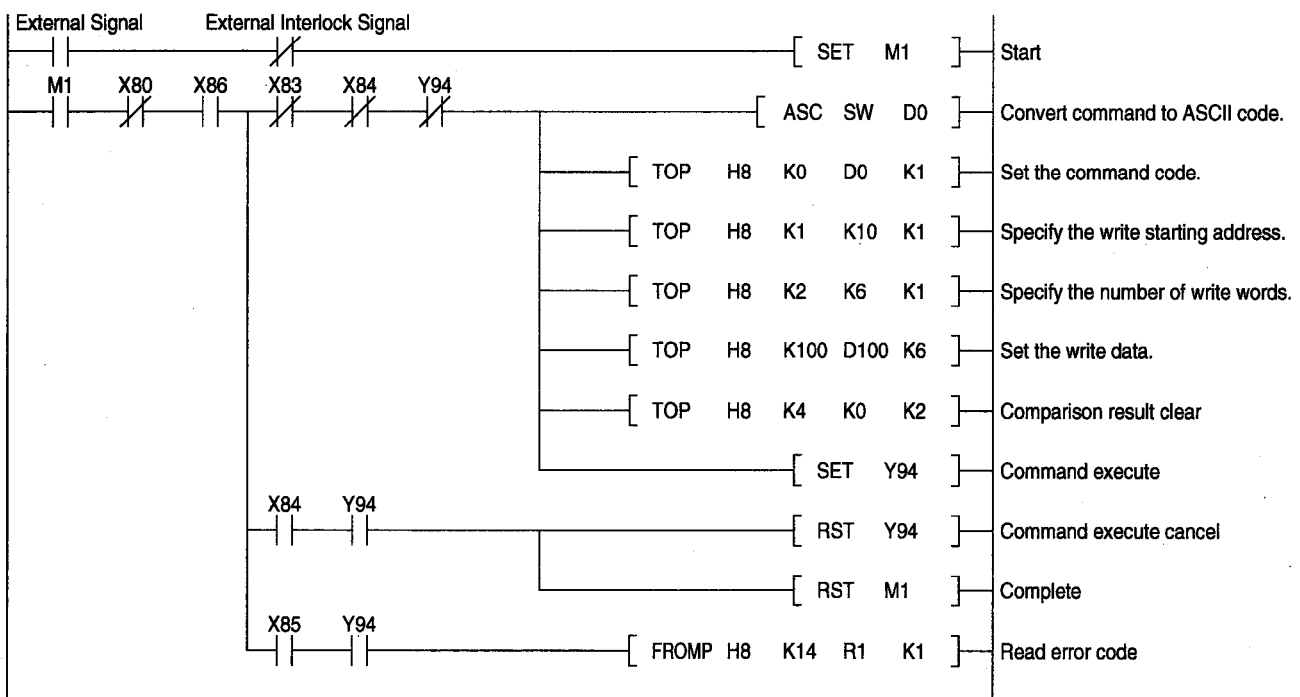 External Signal External Interlock Signal
SET M1 Start
M1 X80 X86 X83 X84 Y94
ASC SW D0 Convert command to ASCII code.
TOP H8 K0 D0 K1 Set the command code.
TOP H8 K1 K10 K1 Specify the write starting address.
TOP H8 K2 K6 K1 Specify the number of write words.
TOP H8 K100 D100 K6 Set the write data.
TOP H8 K4 K0 K2 Comparison result clear
SET Y94 Command execute
X84 Y94
RST Y94 Command execute cancel
RST M1 Complete
X85 Y94
FROMP H8 K14 R1 K1 Read error code